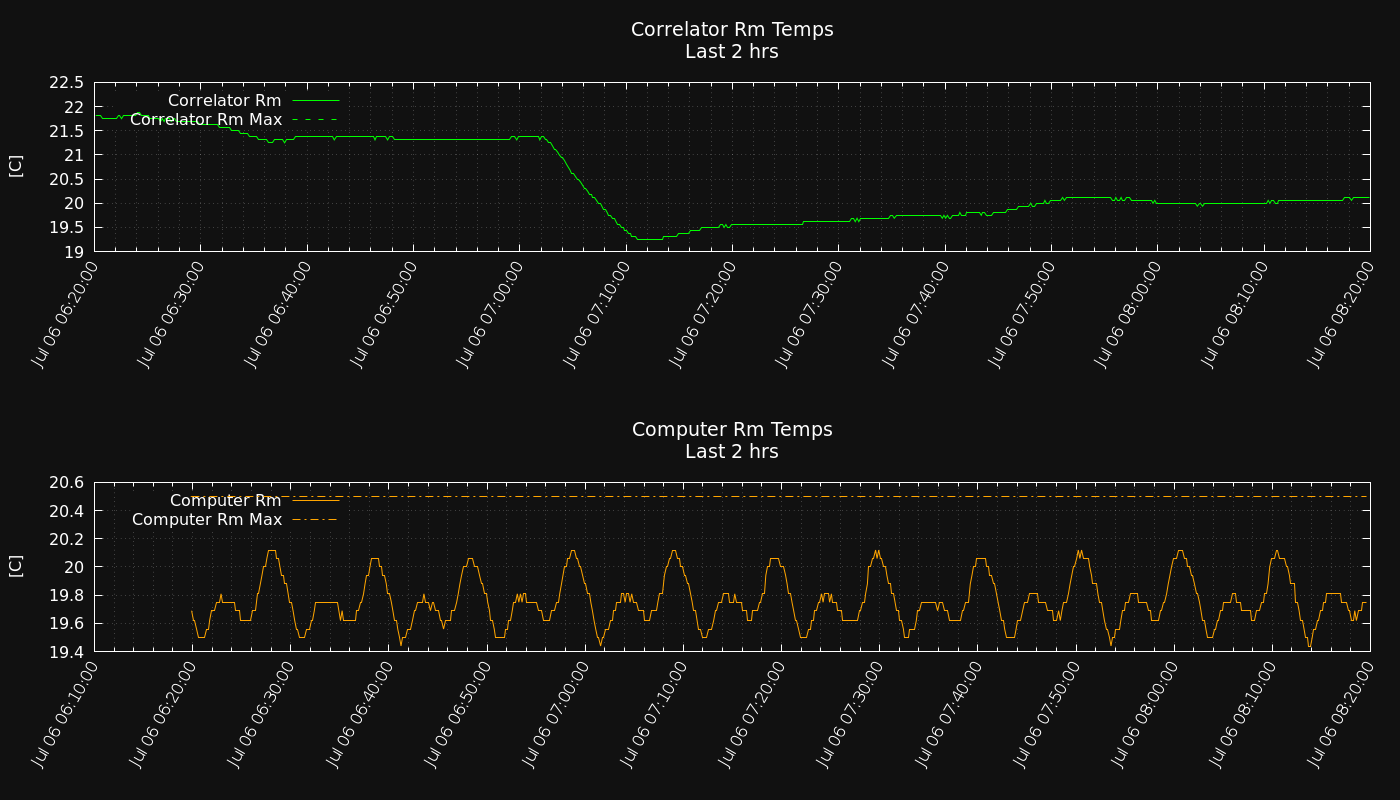 Correlator Rm Temps
Last 2 hrs
22.5
22
21.5
21
20.5
20
19.5
19
[C]
Correlator Rm
Correlator Rm Max
Jul 06 06:20:00
Jul 06 06:30:00
Jul 06 06:40:00
Jul 06 06:50:00
Jul 06 07:00:00
Jul 06 07:10:00
Jul 06 07:20:00
Jul 06 07:30:00
Jul 06 07:40:00
Jul 06 07:50:00
Jul 06 08:00:00
Jul 06 08:10:00
Jul 06 08:20:00
Computer Rm Temps
Last 2 hrs
20.6
20.4
20.2
20
19.8
19.6
19.4
[C]
Computer Rm
Computer Rm Max
Jul 06 06:10:00
Jul 06 06:20:00
Jul 06 06:30:00
Jul 06 06:40:00
Jul 06 06:50:00
Jul 06 07:00:00
Jul 06 07:10:00
Jul 06 07:20:00
Jul 06 07:30:00
Jul 06 07:40:00
Jul 06 07:50:00
Jul 06 08:00:00
Jul 06 08:10:00
Jul 06 08:20:00